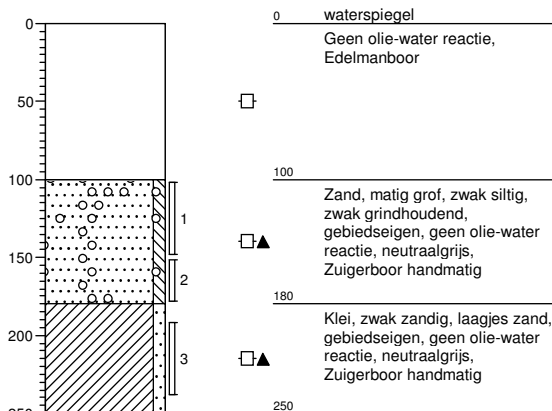 0
50
100
150
200
250
1
2
3
0 waterspiegel
Geen olie-water reactie,
Edelmanboor
100
Zand, matig grof, zwak siltig,
zwak grindhoudend,
gebiedseigen, geen olie-water
reactie, neutraalgrijs,
Zuigerboor handmatig
180
Klei, zwak zandig, laagjes zand,
gebiedseigen, geen olie-water
reactie, neutraalgrijs,
Zuigerboor handmatig
250